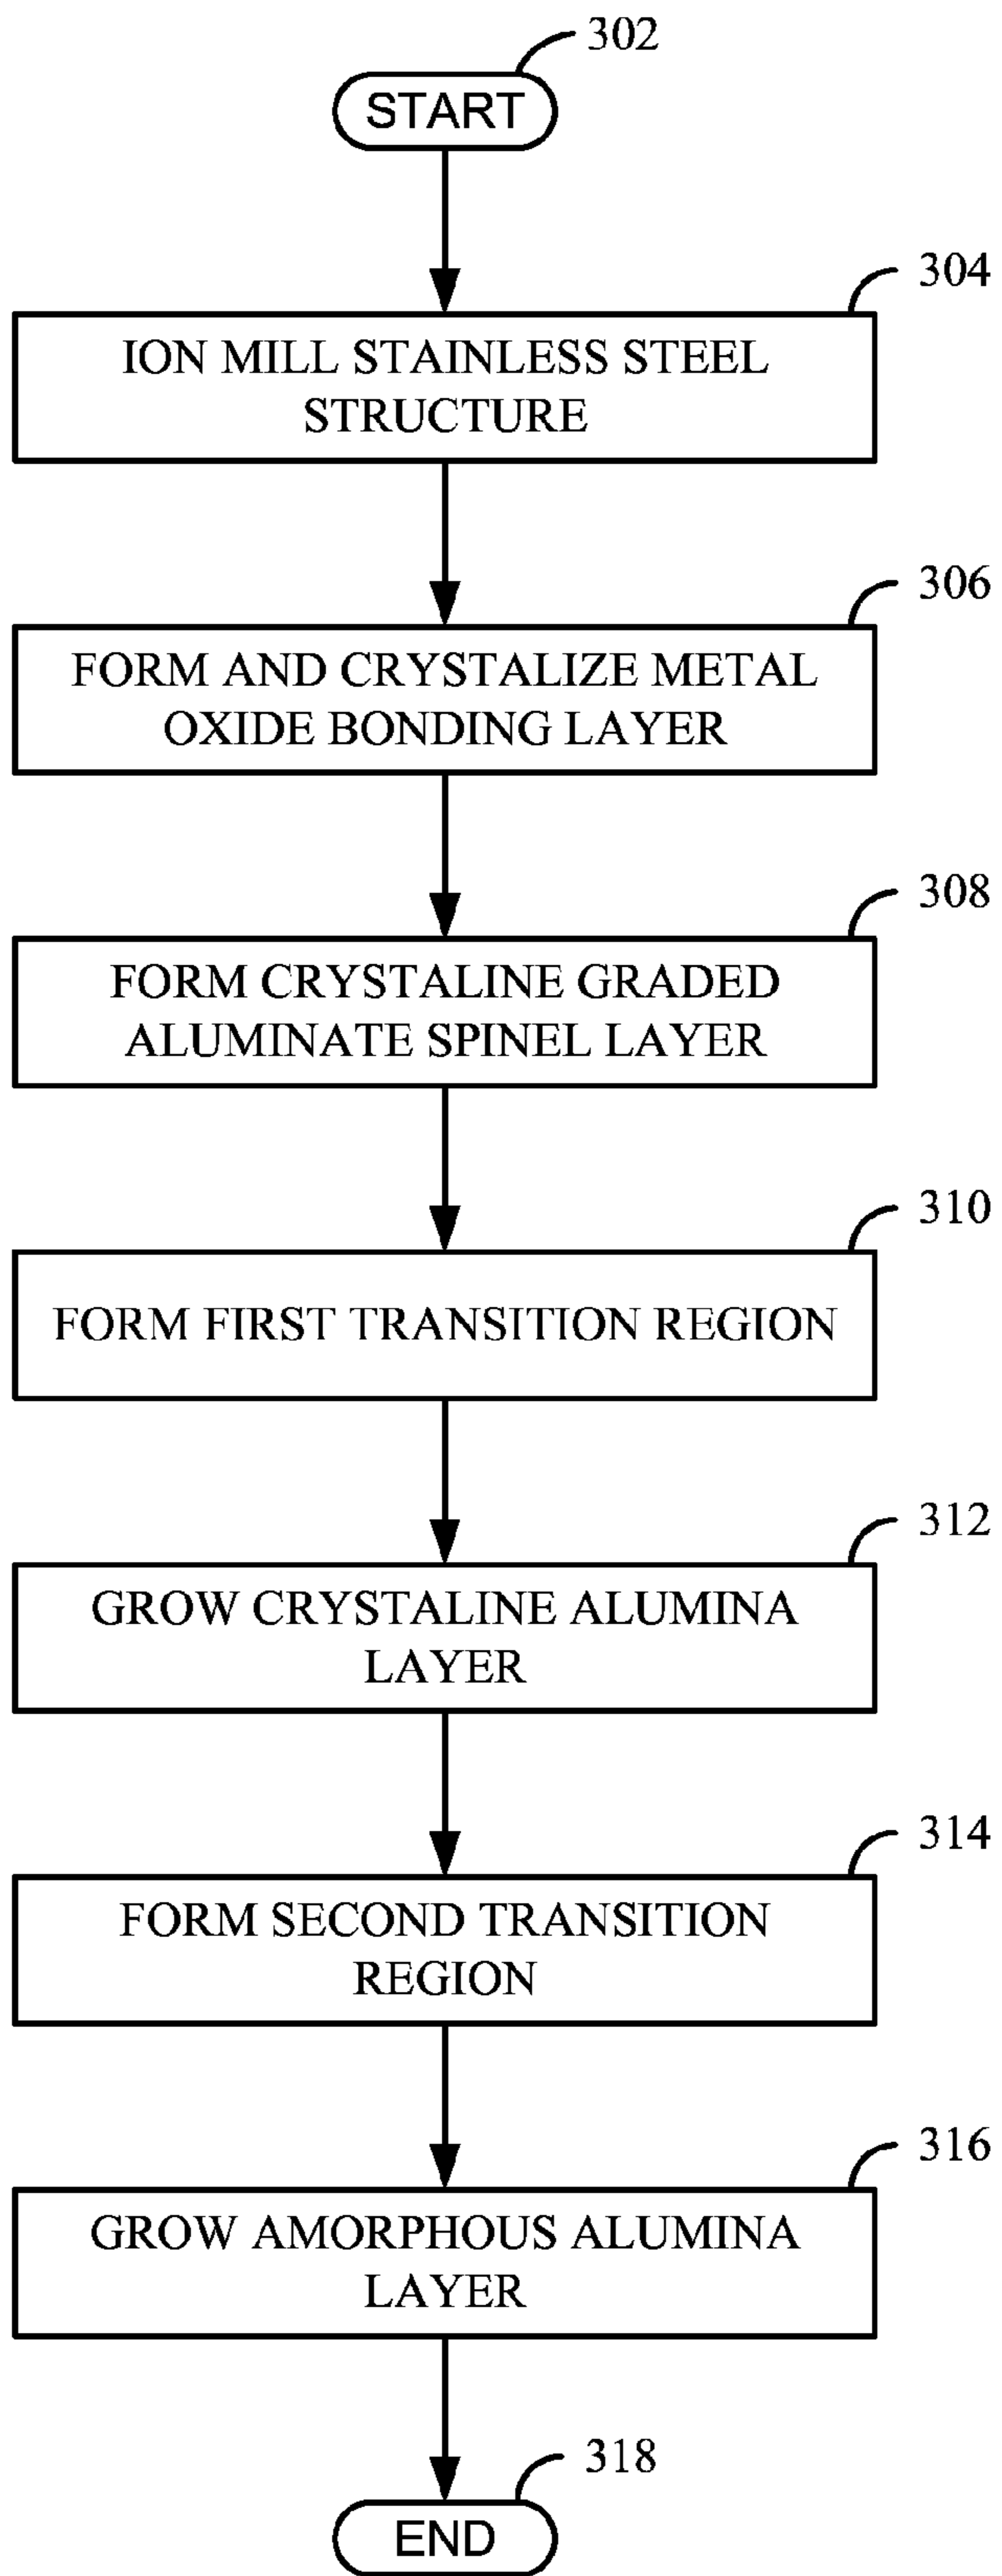 302
START
304
ION MILL STAINLESS STEEL
STRUCTURE
306
FORM AND CRYSTALIZE METAL
OXIDE BONDING LAYER
308
FORM CRYSTALINE GRADED
ALUMINATE SPINEL LAYER
310
FORM FIRST TRANSITION REGION
312
GROW CRYSTALINE ALUMINA
LAYER
314
FORM SECOND TRANSITION
REGION
316
GROW AMORPHOUS ALUMINA
LAYER
318
END